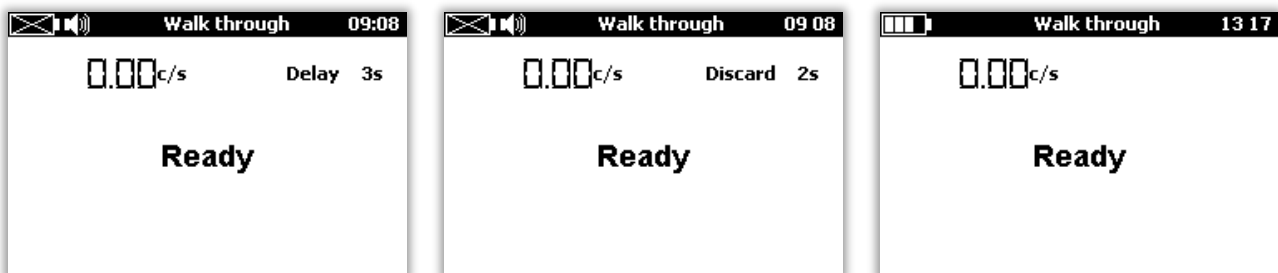 Walk through 09:08
0.00c/s Delay 3s
Ready
Walk through 09 08
0.00c/s Discard 2s
Ready
Walk through 13 17
0.00c/s
Ready